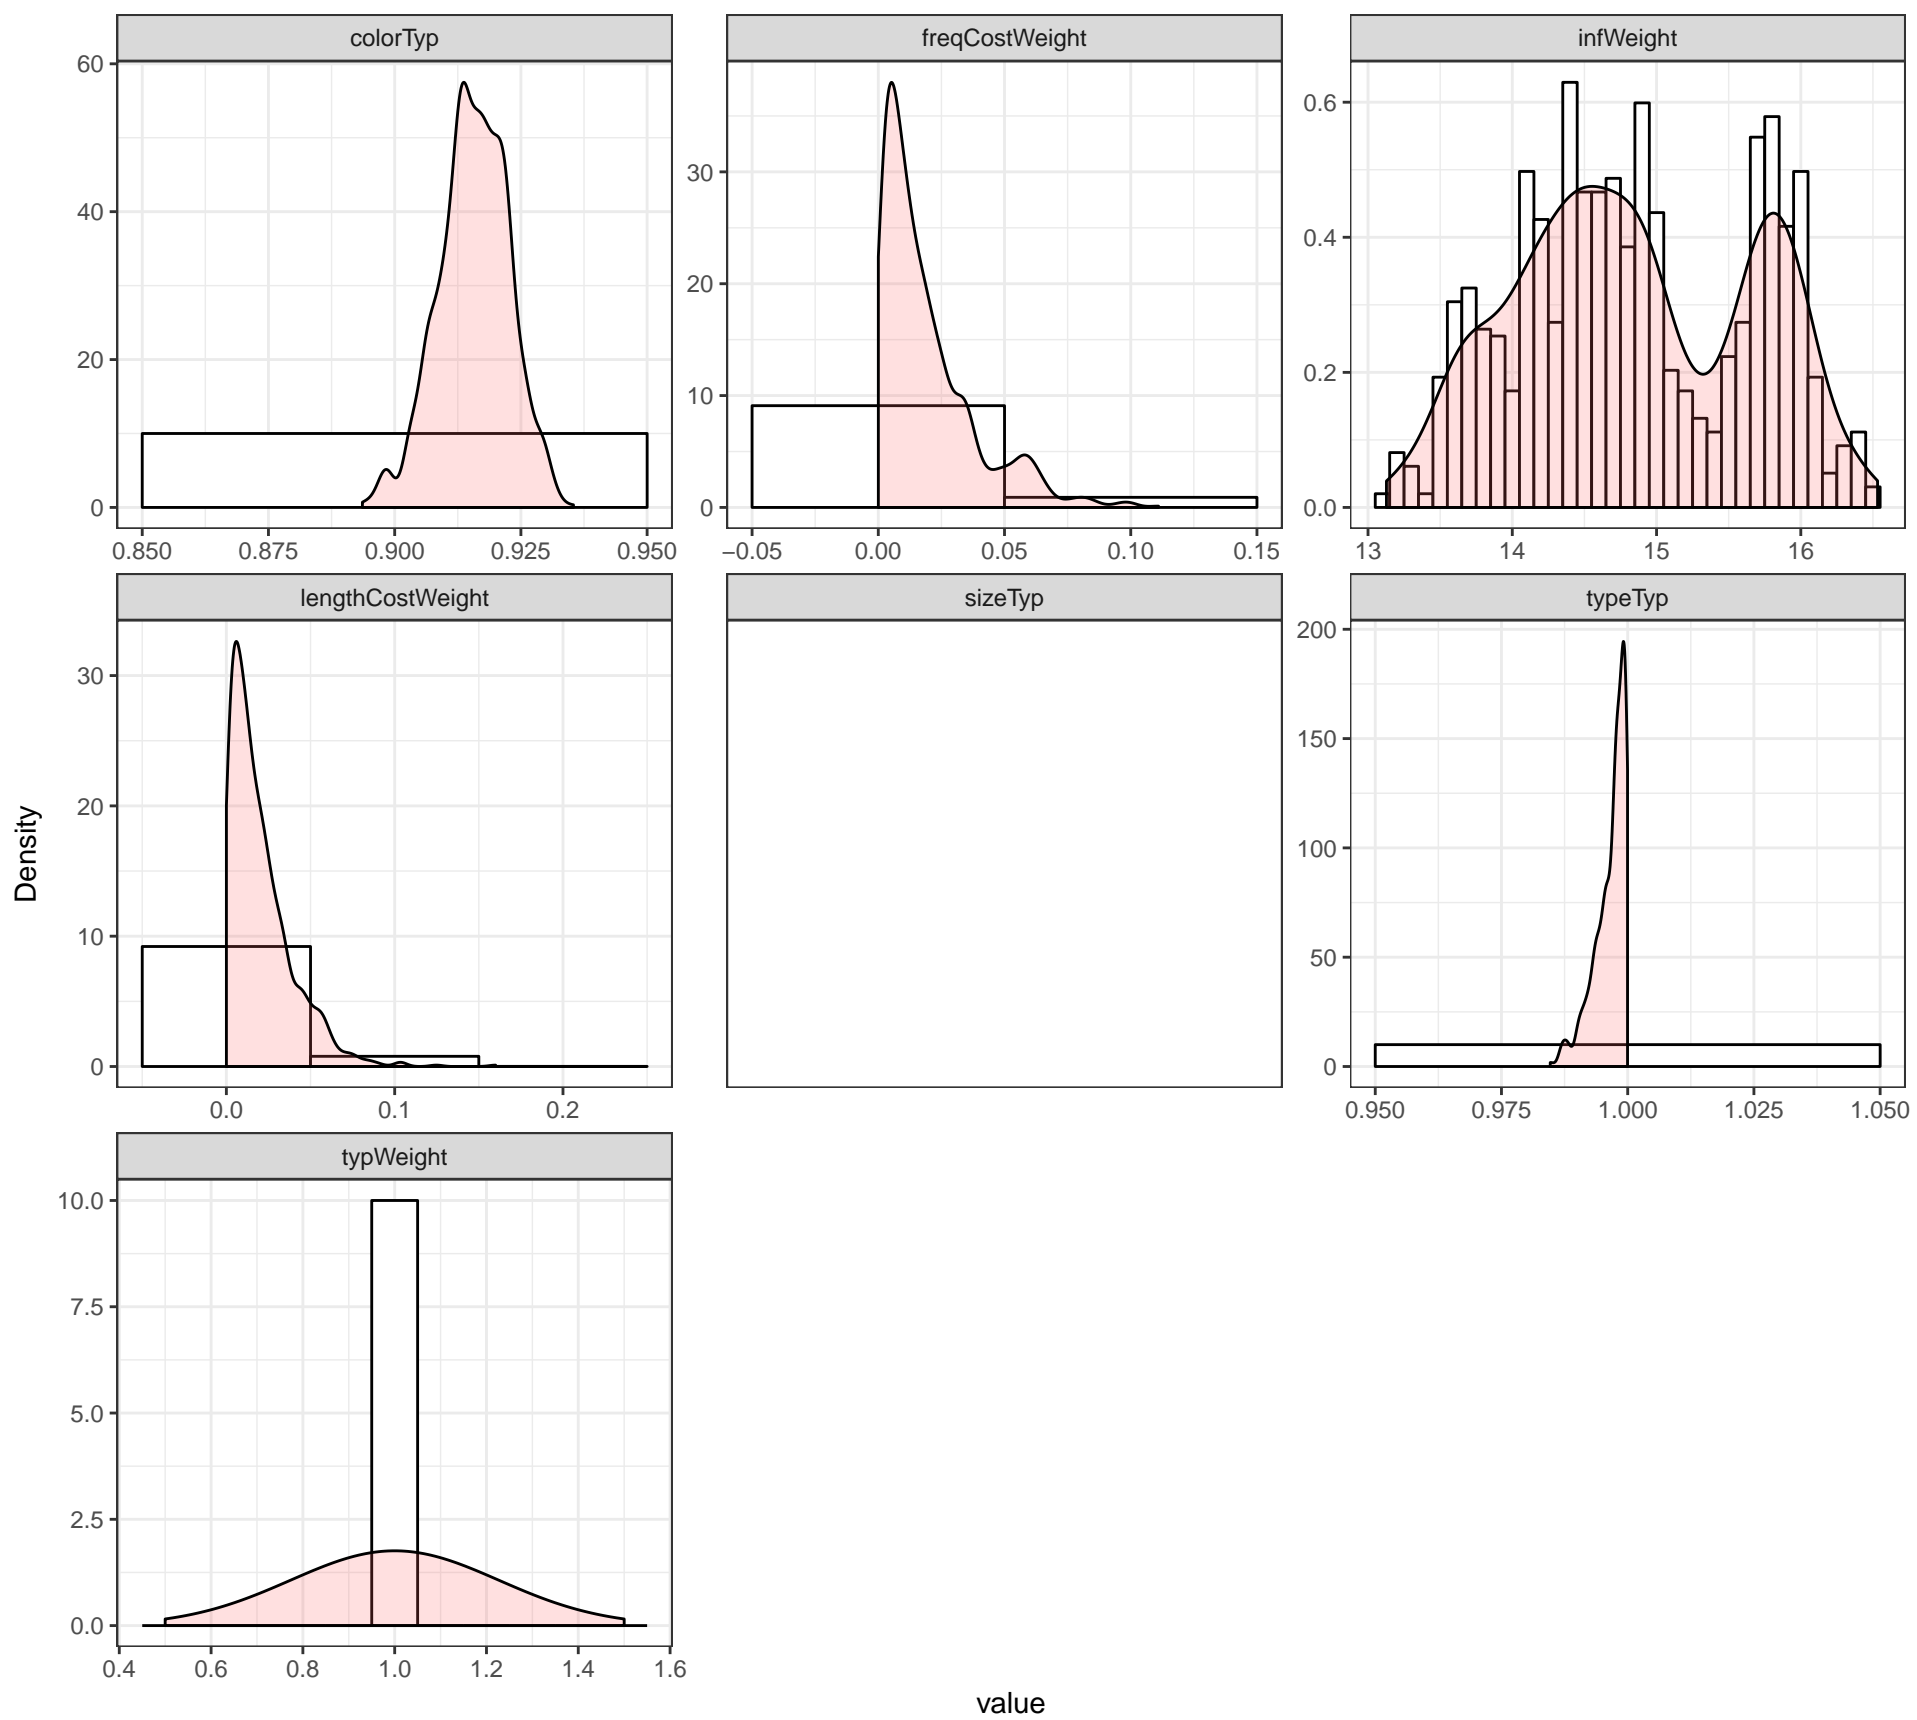 colorTyp freqCostWeight infWeight
60
40
20
0
0.850 0.875 0.900 0.925 0.950
30
20
10
0
−0.05 0.00 0.05 0.10 0.15
0.6
0.4
0.2
0.0
13 14 15 16
lengthCostWeight sizeTyp typeTyp
30
20
10
0
0.0 0.1 0.2
200
150
100
50
0
0.950 0.975 1.000 1.025 1.050
typWeight
10.0
7.5
5.0
2.5
0.0
0.4 0.6 0.8 1.0 1.2 1.4 1.6
Density
value